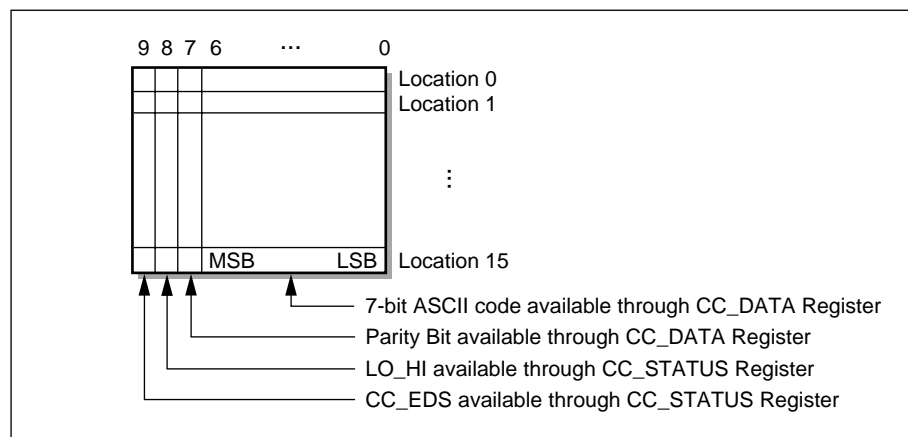 9 8 7 6 ... 0
Location 0
Location 1
⋮
MSB LSB Location 15
7-bit ASCII code available through CC_DATA Register
Parity Bit available through CC_DATA Register
LO_HI available through CC_STATUS Register
CC_EDS available through CC_STATUS Register